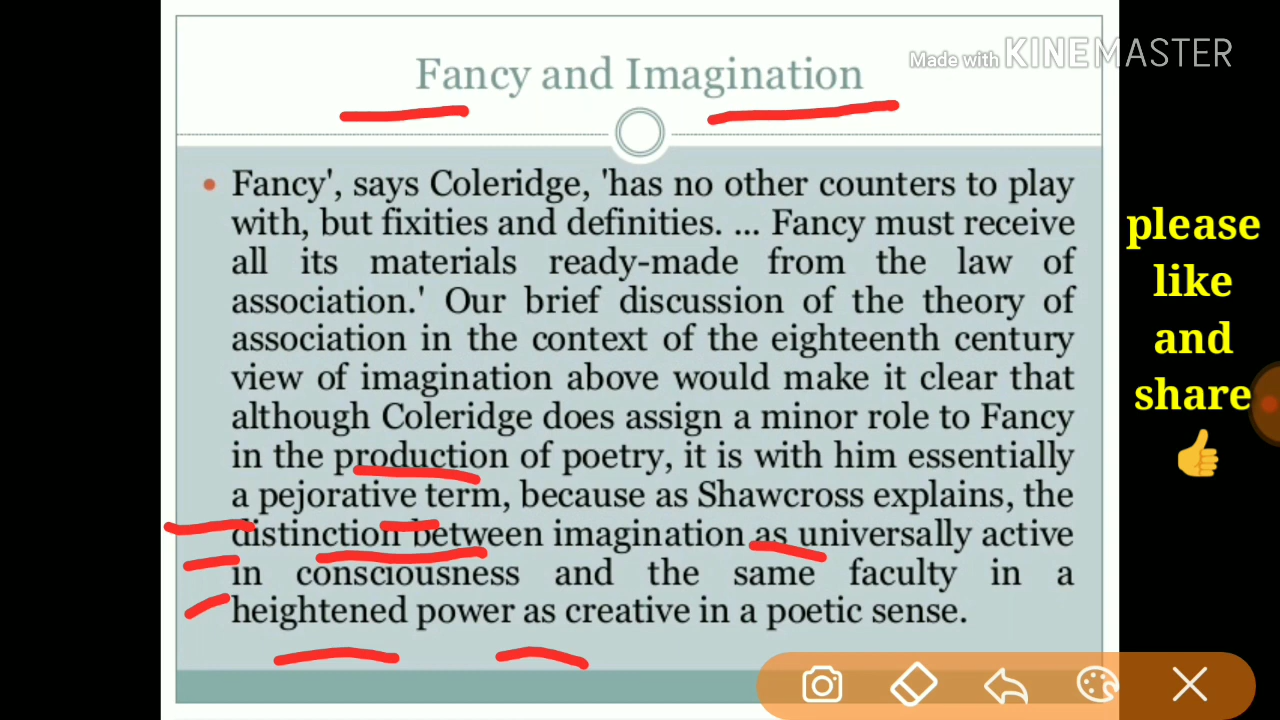 Fancy and Imagination
Made with KINEMASTER
Fancy', says Coleridge, 'has no other counters to play
with, but fixities and definities. ... Fancy must receive
all its materials ready-made from the law of
association.' Our brief discussion of the theory of
association in the context of the eighteenth century
view of imagination above would make it clear that
although Coleridge does assign a minor role to Fancy
in the production of poetry, it is with him essentially
a pejorative term, because as Shawcross explains, the
distinction between imagination as universally active
in consciousness and the same faculty in a
heightened power as creative in a poetic sense.
please
like
and
share